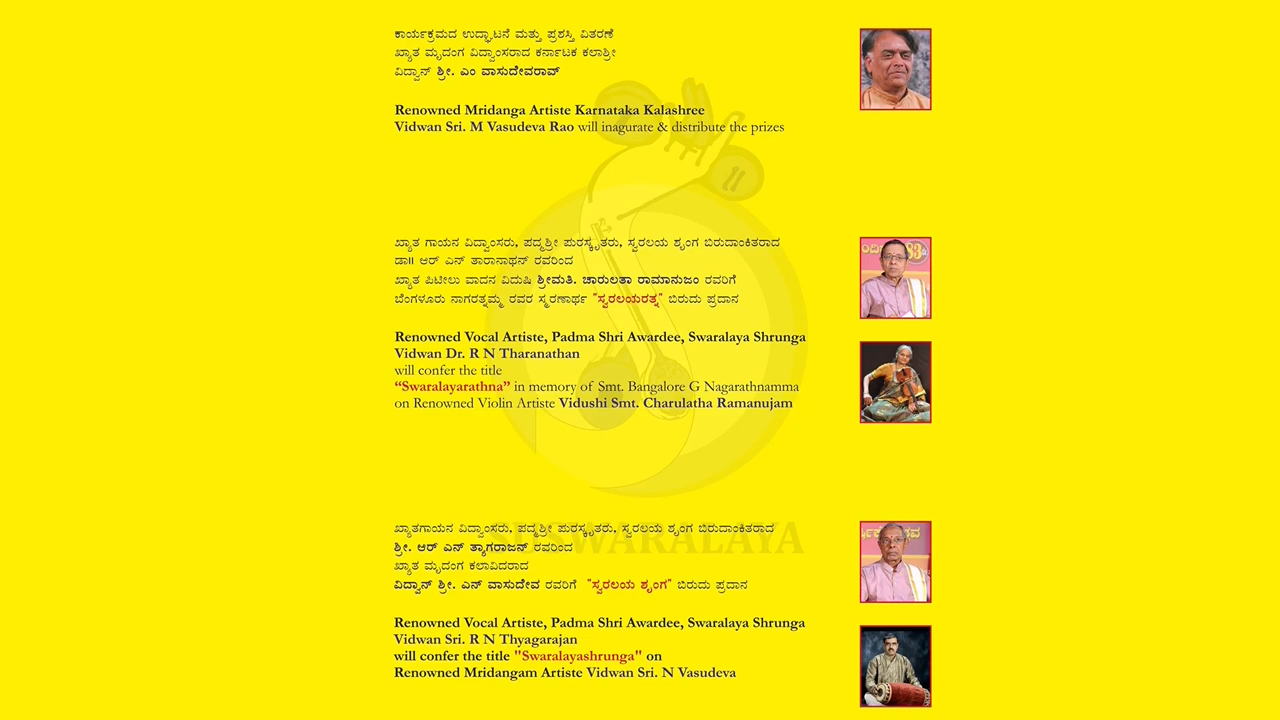 ಕಾರ್ಯಕ್ರಮದ ಉದ್ಘಾಟನೆ ಮತ್ತು ಪ್ರಶಸ್ತಿ ವಿತರಣೆ
ಖ್ಯಾತ ಮೃದಂಗ ವಿದ್ವಾಂಸರಾದ ಕರ್ನಾಟಕ ಕಲಾಶ್ರೀ
ವಿದ್ವಾನ್ ಶ್ರೀ. ಎಂ ವಾಸುದೇವರಾವ್
Renowned Mridanga Artiste Karnataka Kalashree
Vidwan Sri. M Vasudeva Rao will inagurate & distribute the prizes
ಖ್ಯಾತ ಗಾಯನ ವಿದ್ವಾಂಸರು, ಪದ್ಮಶ್ರೀ ಪುರಸ್ಕೃತರು, ಸ್ವರಲಯ ಶೃಂಗ ಬಿರುದಾಂಕಿತರಾದ
ಡಾ॥ ಆರ್ ಎನ್ ತಾರಾನಾಥನ್ ರವರಿಂದ
ಖ್ಯಾತ ಪಿಟೀಲು ವಾದನ ವಿದುಷಿ ಶ್ರೀಮತಿ. ಚಾರುಲತಾ ರಾಮಾನುಜಂ ರವರಿಗೆ
ಬೆಂಗಳೂರು ನಾಗರತ್ನಮ್ಮ ರವರ ಸ್ಮರಣಾರ್ಥ "ಸ್ವರಲಯರತ್ನ" ಬಿರುದು ಪ್ರದಾನ
Renowned Vocal Artiste, Padma Shri Awardee, Swaralaya Shrunga
Vidwan Dr. R N Tharanathan
will confer the title
“Swaralayarathna” in memory of Smt. Bangalore G Nagarathnamma
on Renowned Violin Artiste Vidushi Smt. Charulatha Ramanujam
ಖ್ಯಾತಗಾಯನ ವಿದ್ವಾಂಸರು, ಪದ್ಮಶ್ರೀ ಪುರಸ್ಕೃತರು, ಸ್ವರಲಯ ಶೃಂಗ ಬಿರುದಾಂಕಿತರಾದ
SUSWARALAYA
ಶ್ರೀ. ಆರ್ ಎನ್ ತ್ಯಾಗರಾಜನ್ ರವರಿಂದ
ಖ್ಯಾತ ಮೃದಂಗ ಕಲಾವಿದರಾದ
ವಿದ್ವಾನ್ ಶ್ರೀ. ಎನ್ ವಾಸುದೇವ ರವರಿಗೆ "ಸ್ವರಲಯ ಶೃಂಗ" ಬಿರುದು ಪ್ರದಾನ
Renowned Vocal Artiste, Padma Shri Awardee, Swaralaya Shrunga
Vidwan Sri. R N Thyagarajan
will confer the title "Swaralayashrunga" on
Renowned Mridangam Artiste Vidwan Sri. N Vasudeva